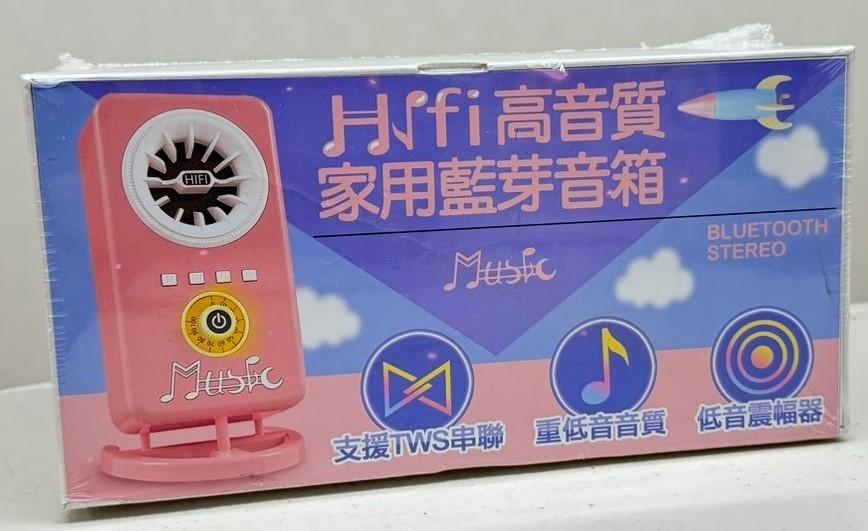 Hifi高音質
家用藍芽音箱
BLUETOOTH
STEREO
Music
HIFI
Music
支援TWS串聯
重低音音質
低音震幅器